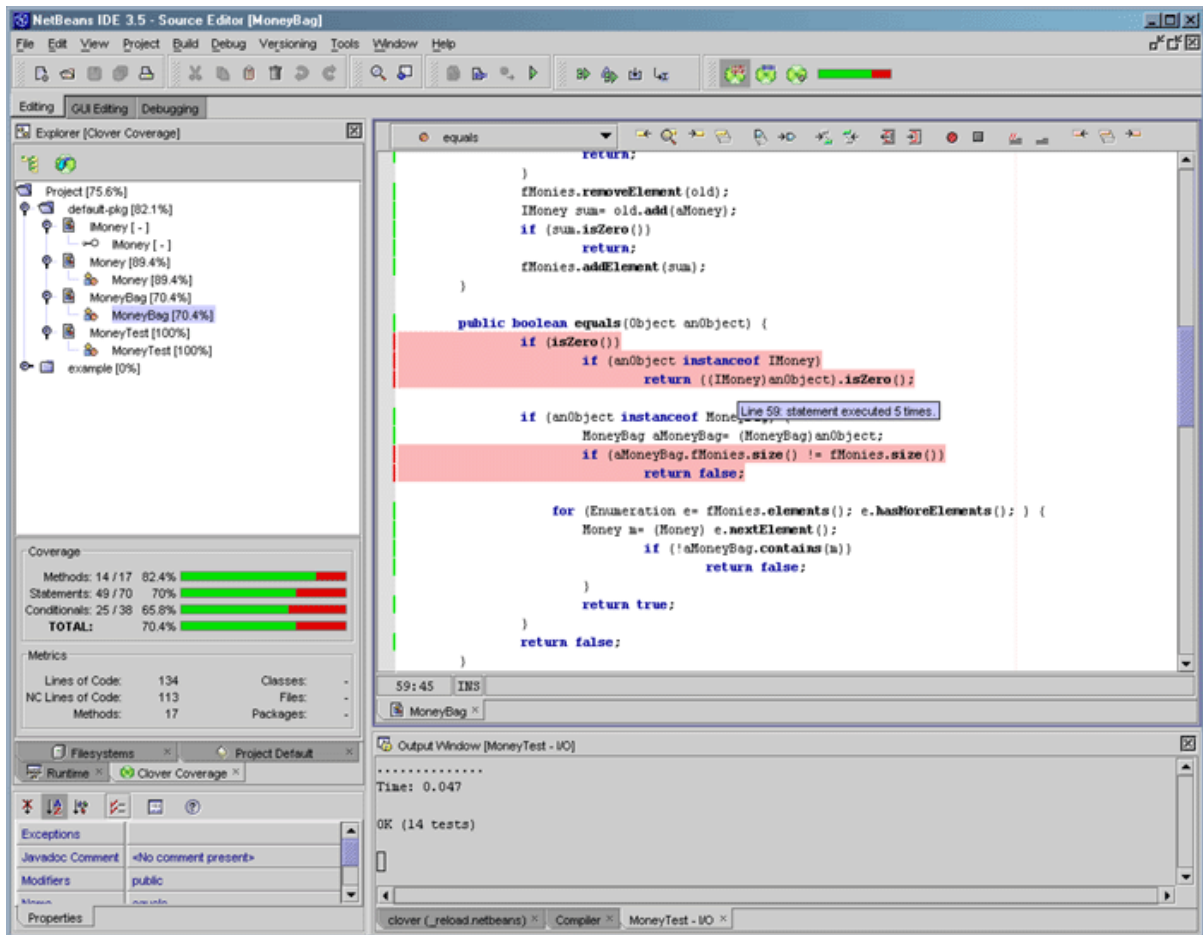 NetBeans IDE 3.5 - Source Editor [MoneyBag]
File Edit View Project Build Debug Versioning Tools Window Help
Editing GUI Editing Debugging
Explorer [Clover Coverage]
Project [75.6%]
default-pkg [82.1%]
IMoney [ - ]
IMoney [ - ]
Money [89.4%]
Money [89.4%]
MoneyBag [70.4%]
MoneyBag [70.4%]
MoneyTest [100%]
MoneyTest [100%]
example [0%]
Coverage
Methods: 14 / 17 82.4%
Statements: 49 / 70 70%
Conditionals: 25 / 38 65.8%
TOTAL: 70.4%
Metrics
Lines of Code: 134 Classes: -
NC Lines of Code: 113 Files: -
Methods: 17 Packages: -
Filesystems Project Default
Runtime Clover Coverage
Exceptions
Javadoc Comment <No comment present>
Modifiers public
Name equals
Properties
equals
return;
}
fMonies.removeElement(old);
IMoney sum= old.add(aMoney);
if (sum.isZero())
return;
fMonies.addElement(sum);
}
public boolean equals(Object anObject) {
if (isZero())
if (anObject instanceof IMoney)
return ((IMoney)anObject).isZero();
Line 59: statement executed 5 times.
if (anObject instanceof Mone
MoneyBag aMoneyBag= (MoneyBag)anObject;
if (aMoneyBag.fMonies.size() != fMonies.size())
return false;
for (Enumeration e= fMonies.elements(); e.hasMoreElements(); ) {
Money m= (Money) e.nextElement();
if (!aMoneyBag.contains(m))
return false;
}
return true;
}
return false;
}
59:45 INS
MoneyBag
Output Window [MoneyTest - I/O]
..............
Time: 0.047
OK (14 tests)
clover (_reload.netbeans) Compiler MoneyTest - I/O